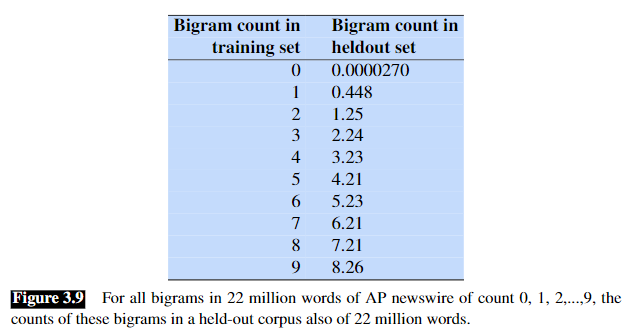 Bigram count in Bigram count in
training set heldout set
0 0.0000270
1 0.448
2 1.25
3 2.24
4 3.23
5 4.21
6 5.23
7 6.21
8 7.21
9 8.26
Figure 3.9 For all bigrams in 22 million words of AP newswire of count 0, 1, 2,...,9, the
counts of these bigrams in a held-out corpus also of 22 million words.